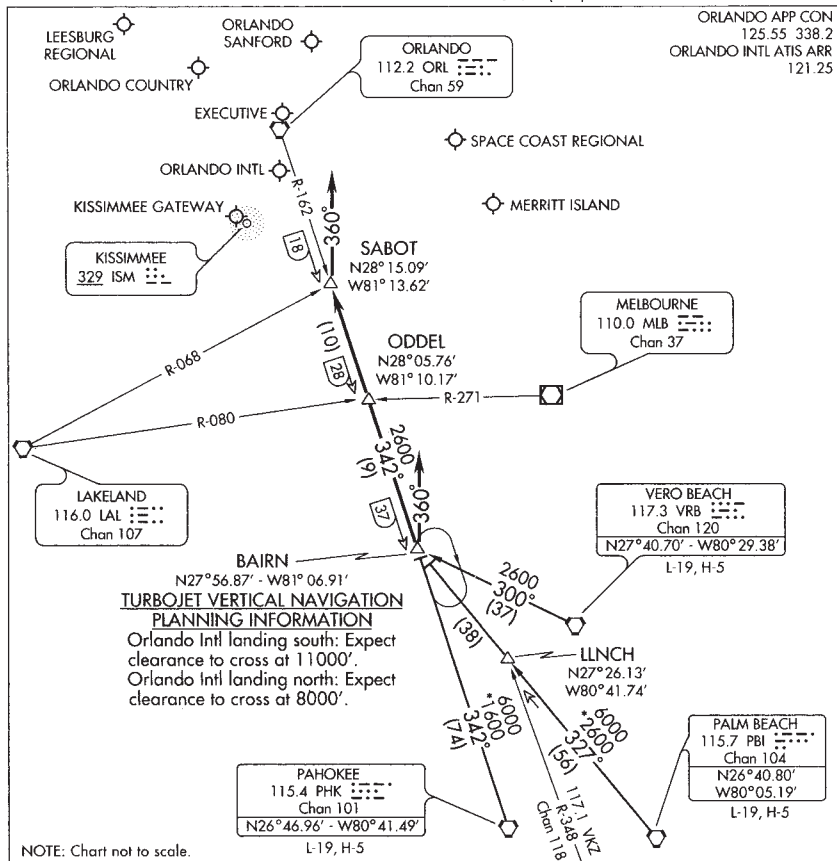 ORLANDO APP CON
125.55 338.2
ORLANDO INTL ATIS ARR
121.25
LEESBURG
REGIONAL
ORLANDO
SANFORD
ORLANDO COUNTRY
ORLANDO
112.2 ORL
Chan 59
EXECUTIVE
SPACE COAST REGIONAL
ORLANDO INTL
R-162
KISSIMMEE GATEWAY
MERRITT ISLAND
360°
18
KISSIMMEE
329 ISM
SABOT
N28° 15.09'
W81° 13.62'
MELBOURNE
110.0 MLB
Chan 37
(10)
ODDEL
N28° 05.76'
W81° 10.17'
R-068
28
R-271
R-080
2600
342°
(9)
LAKELAND
116.0 LAL
Chan 107
360°
37
VERO BEACH
117.3 VRB
Chan 120
N27° 40.70' - W80° 29.38'
L-19, H-5
BAIRN
N27° 56.87' - W81° 06.91'
2600
300°
(37)
TURBOJET VERTICAL NAVIGATION
PLANNING INFORMATION
Orlando Intl landing south: Expect
clearance to cross at 11000'.
Orlando Intl landing north: Expect
clearance to cross at 8000'.
(38)
LLNCH
N27° 26.13'
W80° 41.74'
6000
*1600
342°
(74)
6000
*2600
327°
(56)
PALM BEACH
115.7 PBI
Chan 104
N26° 40.80'
W80° 05.19'
L-19, H-5
PAHOKEE
115.4 PHK
Chan 101
N26° 46.96' - W80° 41.49'
L-19, H-5
117.1 VKZ
R-348
Chan 118
NOTE: Chart not to scale.